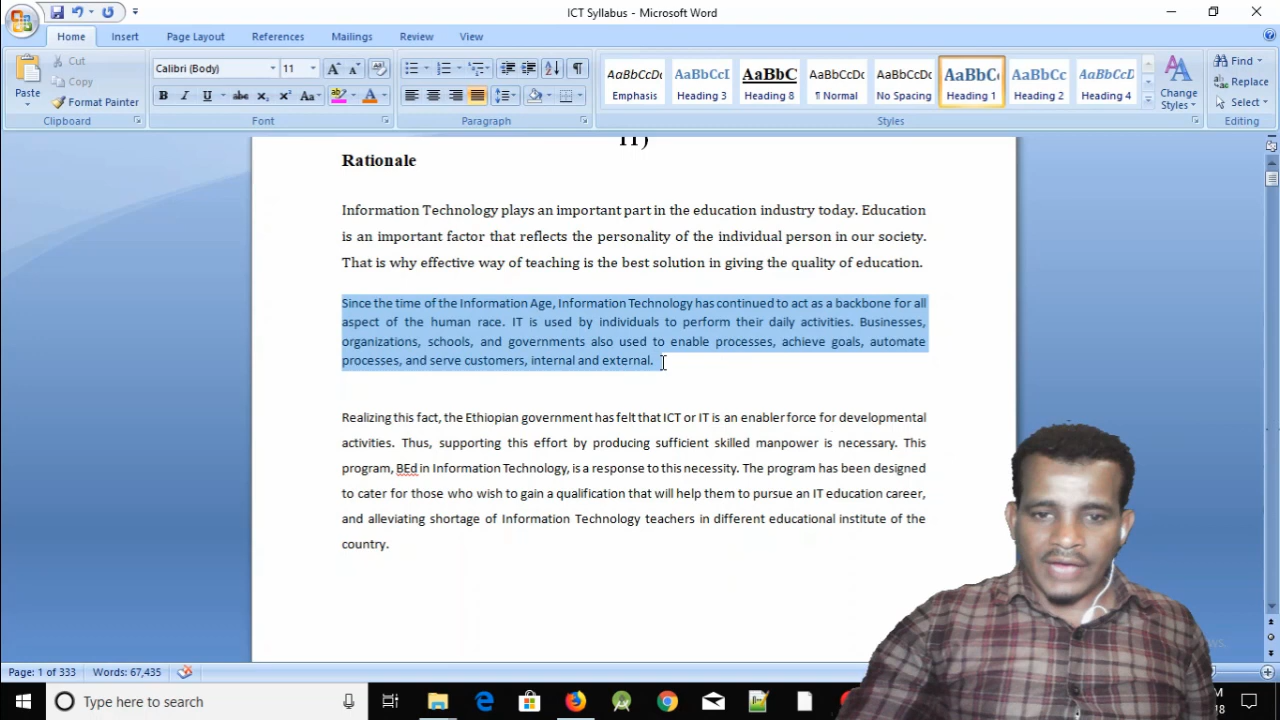 ICT Syllabus - Microsoft Word
Home Insert Page Layout References Mailings Review View
Paste
Cut
Copy
Format Painter
Clipboard
Calibri (Body) 11
Font
Paragraph
AaBbCcDc AaBbCcI AaBbC AaBbCcDc AaBbCcDc AaBbC AaBbCc AaBbCcD
Emphasis Heading 3 Heading 8 ¶ Normal No Spacing Heading 1 Heading 2 Heading 4
Change
Styles
Styles
Find
Replace
Select
Editing
IT)
Rationale
Information Technology plays an important part in the education industry today. Education
is an important factor that reflects the personality of the individual person in our society.
That is why effective way of teaching is the best solution in giving the quality of education.
Since the time of the Information Age, Information Technology has continued to act as a backbone for all
aspect of the human race. IT is used by individuals to perform their daily activities. Businesses,
organizations, schools, and governments also used to enable processes, achieve goals, automate
processes, and serve customers, internal and external.
Realizing this fact, the Ethiopian government has felt that ICT or IT is an enabler force for developmental
activities. Thus, supporting this effort by producing sufficient skilled manpower is necessary. This
program, BEd in Information Technology, is a response to this necessity. The program has been designed
to cater for those who wish to gain a qualification that will help them to pursue an IT education career,
and alleviating shortage of Information Technology teachers in different educational institute of the
country.
Page: 1 of 333 Words: 67,435
Type here to search